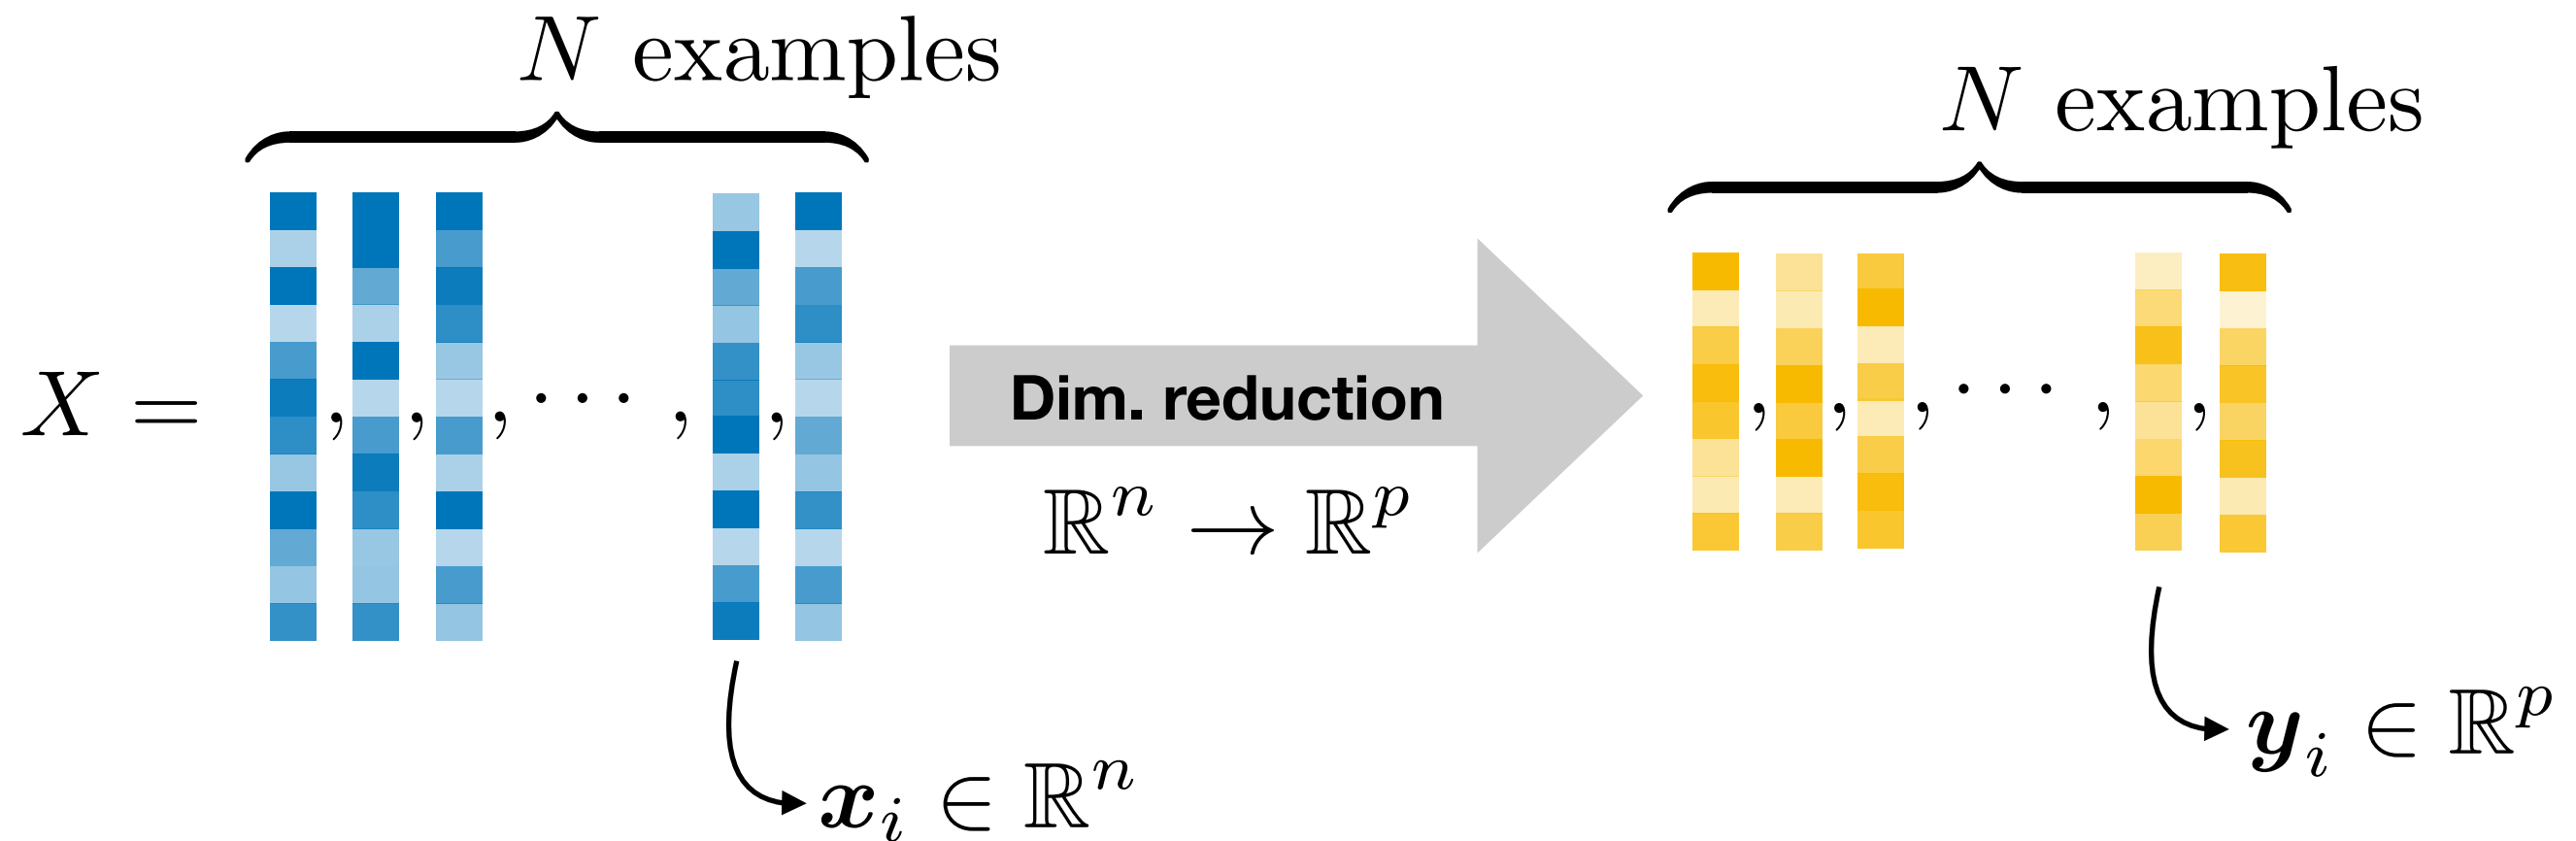 N examples
N examples
X = , , , ··· , ,
Dim. reduction
, , , ··· , ,
ℝⁿ → ℝᵖ
𝒙ᵢ ∈ ℝⁿ
𝒚ᵢ ∈ ℝᵖ